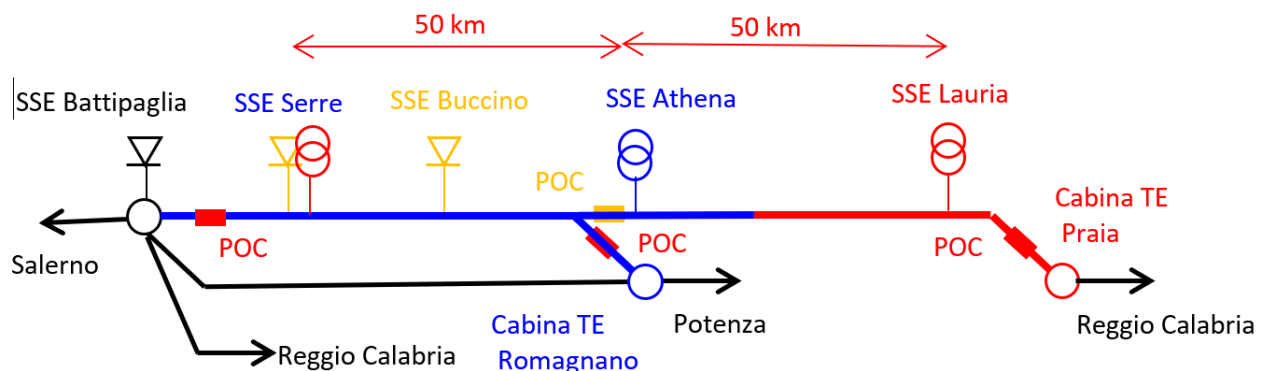 50 km
50 km
SSE Battipaglia
SSE Serre
SSE Buccino
SSE Athena
SSE Lauria
POC
Cabina TE
Praia
POC
POC
POC
Salerno
Cabina TE
Romagnano
Potenza
Reggio Calabria
Reggio Calabria